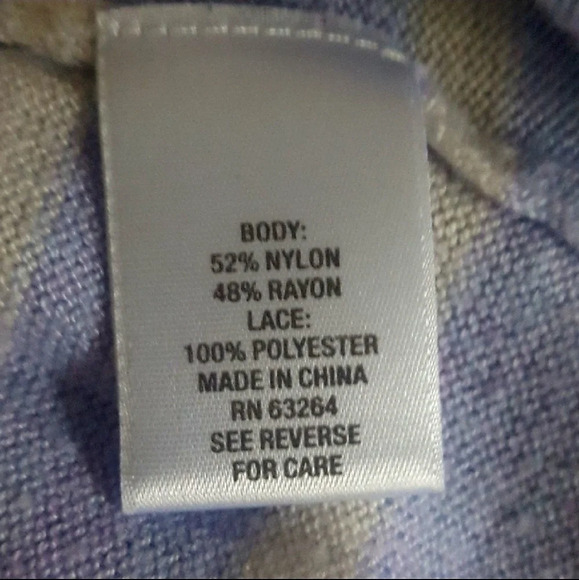 BODY:
52% NYLON
48% RAYON
LACE:
100% POLYESTER
MADE IN CHINA
RN 63264
SEE REVERSE
FOR CARE